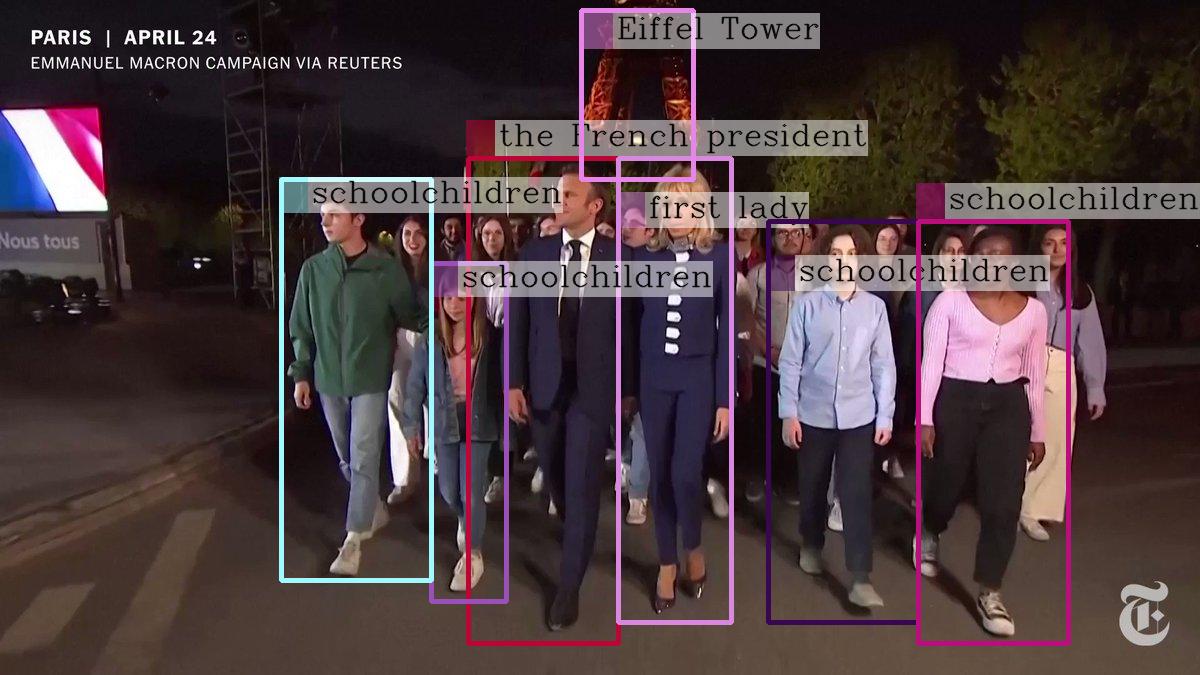 PARIS | APRIL 24
EMMANUEL MACRON CAMPAIGN VIA REUTERS
Eiffel Tower
the French president
schoolchildren
first lady
schoolchildren
schoolchildren
schoolchildren
Nous tous
T